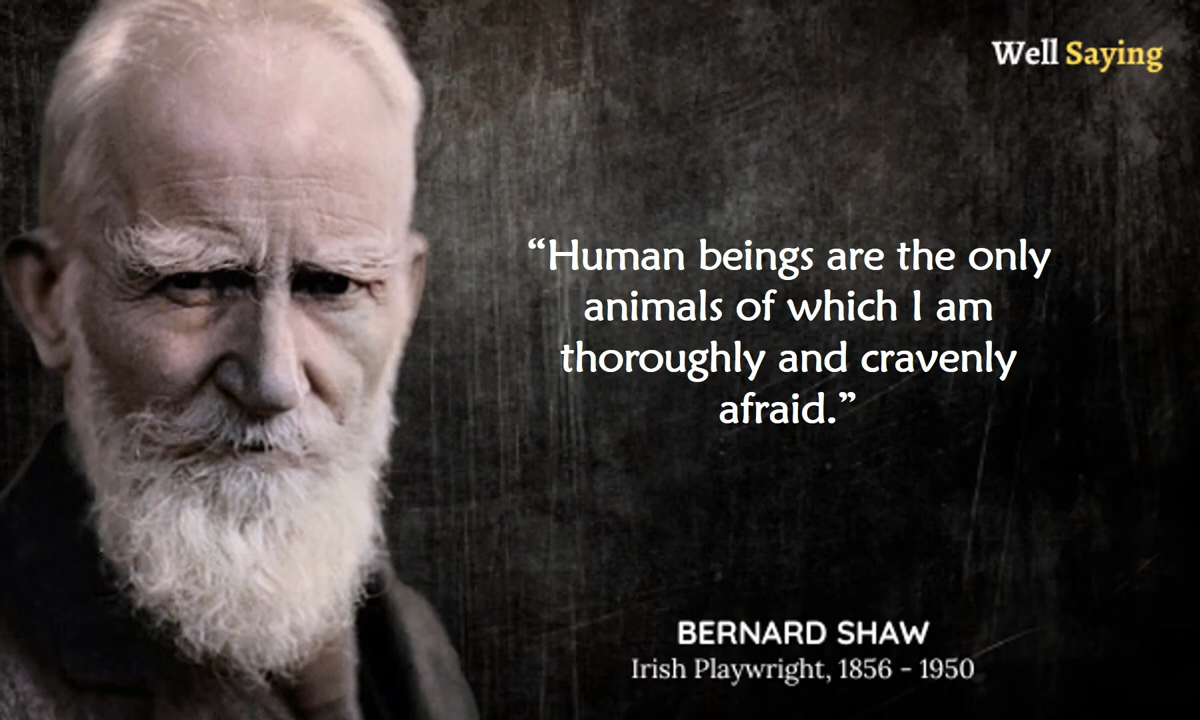 Well Saying
“Human beings are the only
animals of which I am
thoroughly and cravenly
afraid.”
BERNARD SHAW
Irish Playwright, 1856 - 1950